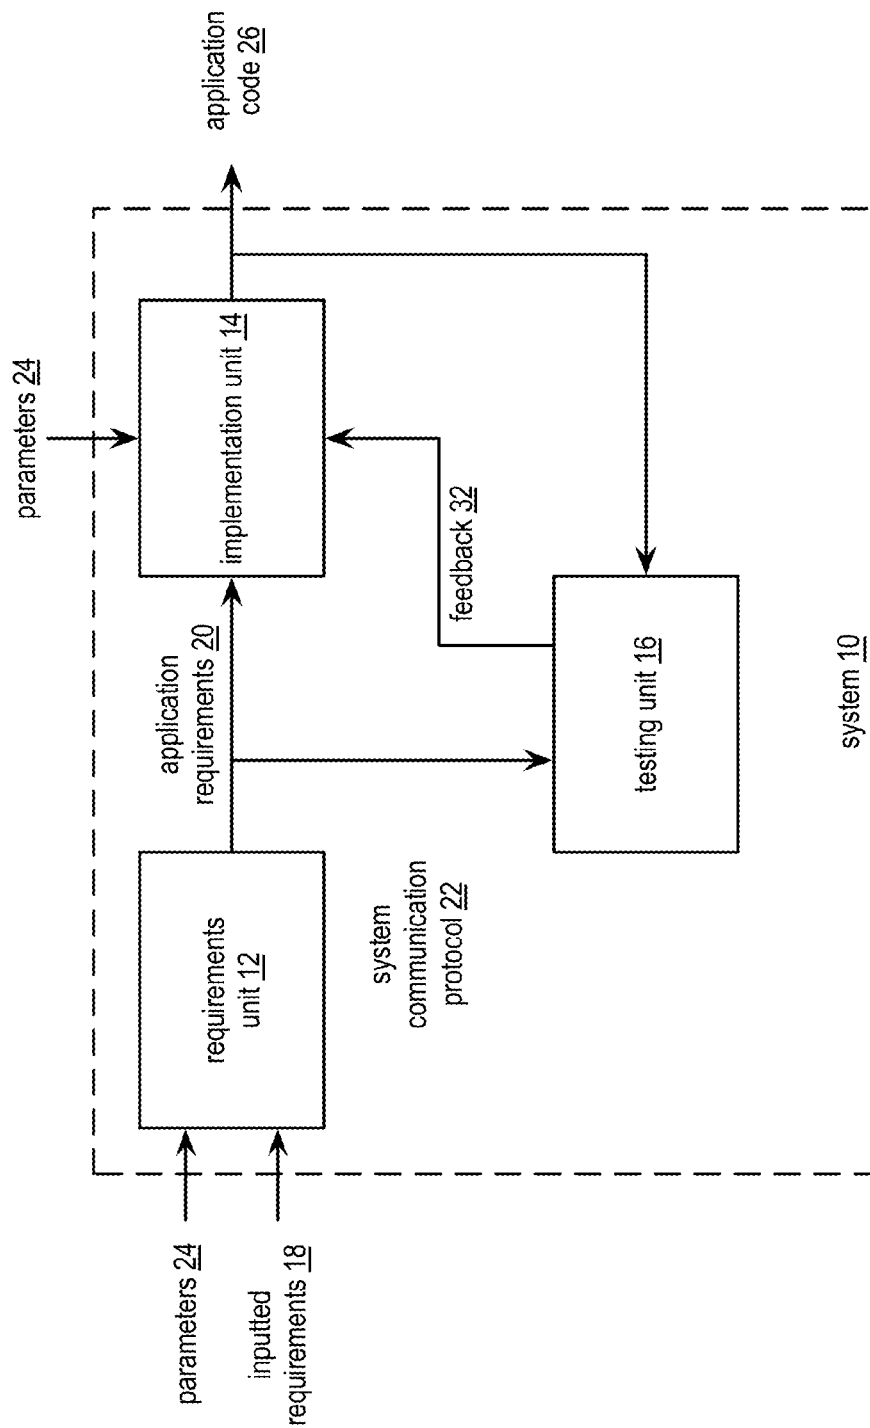 parameters 24
inputted
requirements 18
requirements
unit 12
application
requirements 20
system
communication
protocol 22
parameters 24
implementation unit 14
feedback 32
testing unit 16
application
code 26
system 10